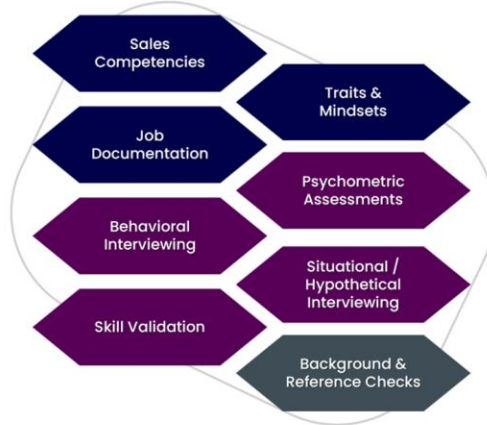 Sales
Competencies
Traits &
Mindsets
Job
Documentation
Psychometric
Assessments
Behavioral
Interviewing
Situational /
Hypothetical
Interviewing
Skill Validation
Background &
Reference Checks